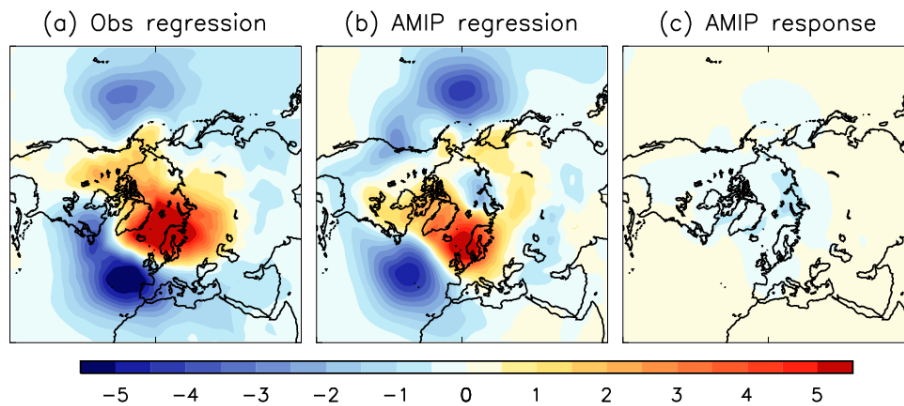 (a) Obs regression (b) AMIP regression (c) AMIP response
−5 −4 −3 −2 −1 0 1 2 3 4 5